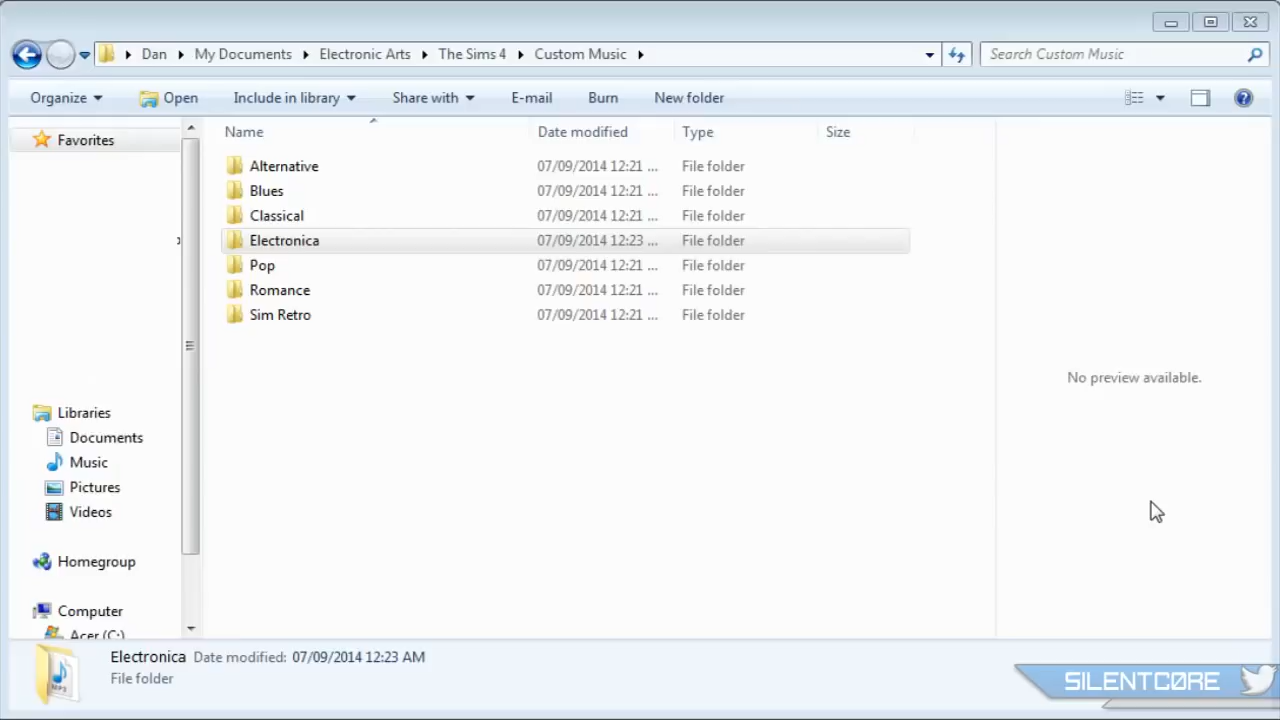 Dan My Documents Electronic Arts The Sims 4 Custom Music Search Custom Music
Organize Open Include in library Share with E-mail Burn New folder
Favorites
Libraries
Documents
Music
Pictures
Videos
Homegroup
Computer
Acer (C:)
Name Date modified Type Size
Alternative 07/09/2014 12:21 ... File folder
Blues 07/09/2014 12:21 ... File folder
Classical 07/09/2014 12:21 ... File folder
Electronica 07/09/2014 12:23 ... File folder
Pop 07/09/2014 12:21 ... File folder
Romance 07/09/2014 12:21 ... File folder
Sim Retro 07/09/2014 12:21 ... File folder
No preview available.
Electronica Date modified: 07/09/2014 12:23 AM
File folder
MP3
SILENTCØRE